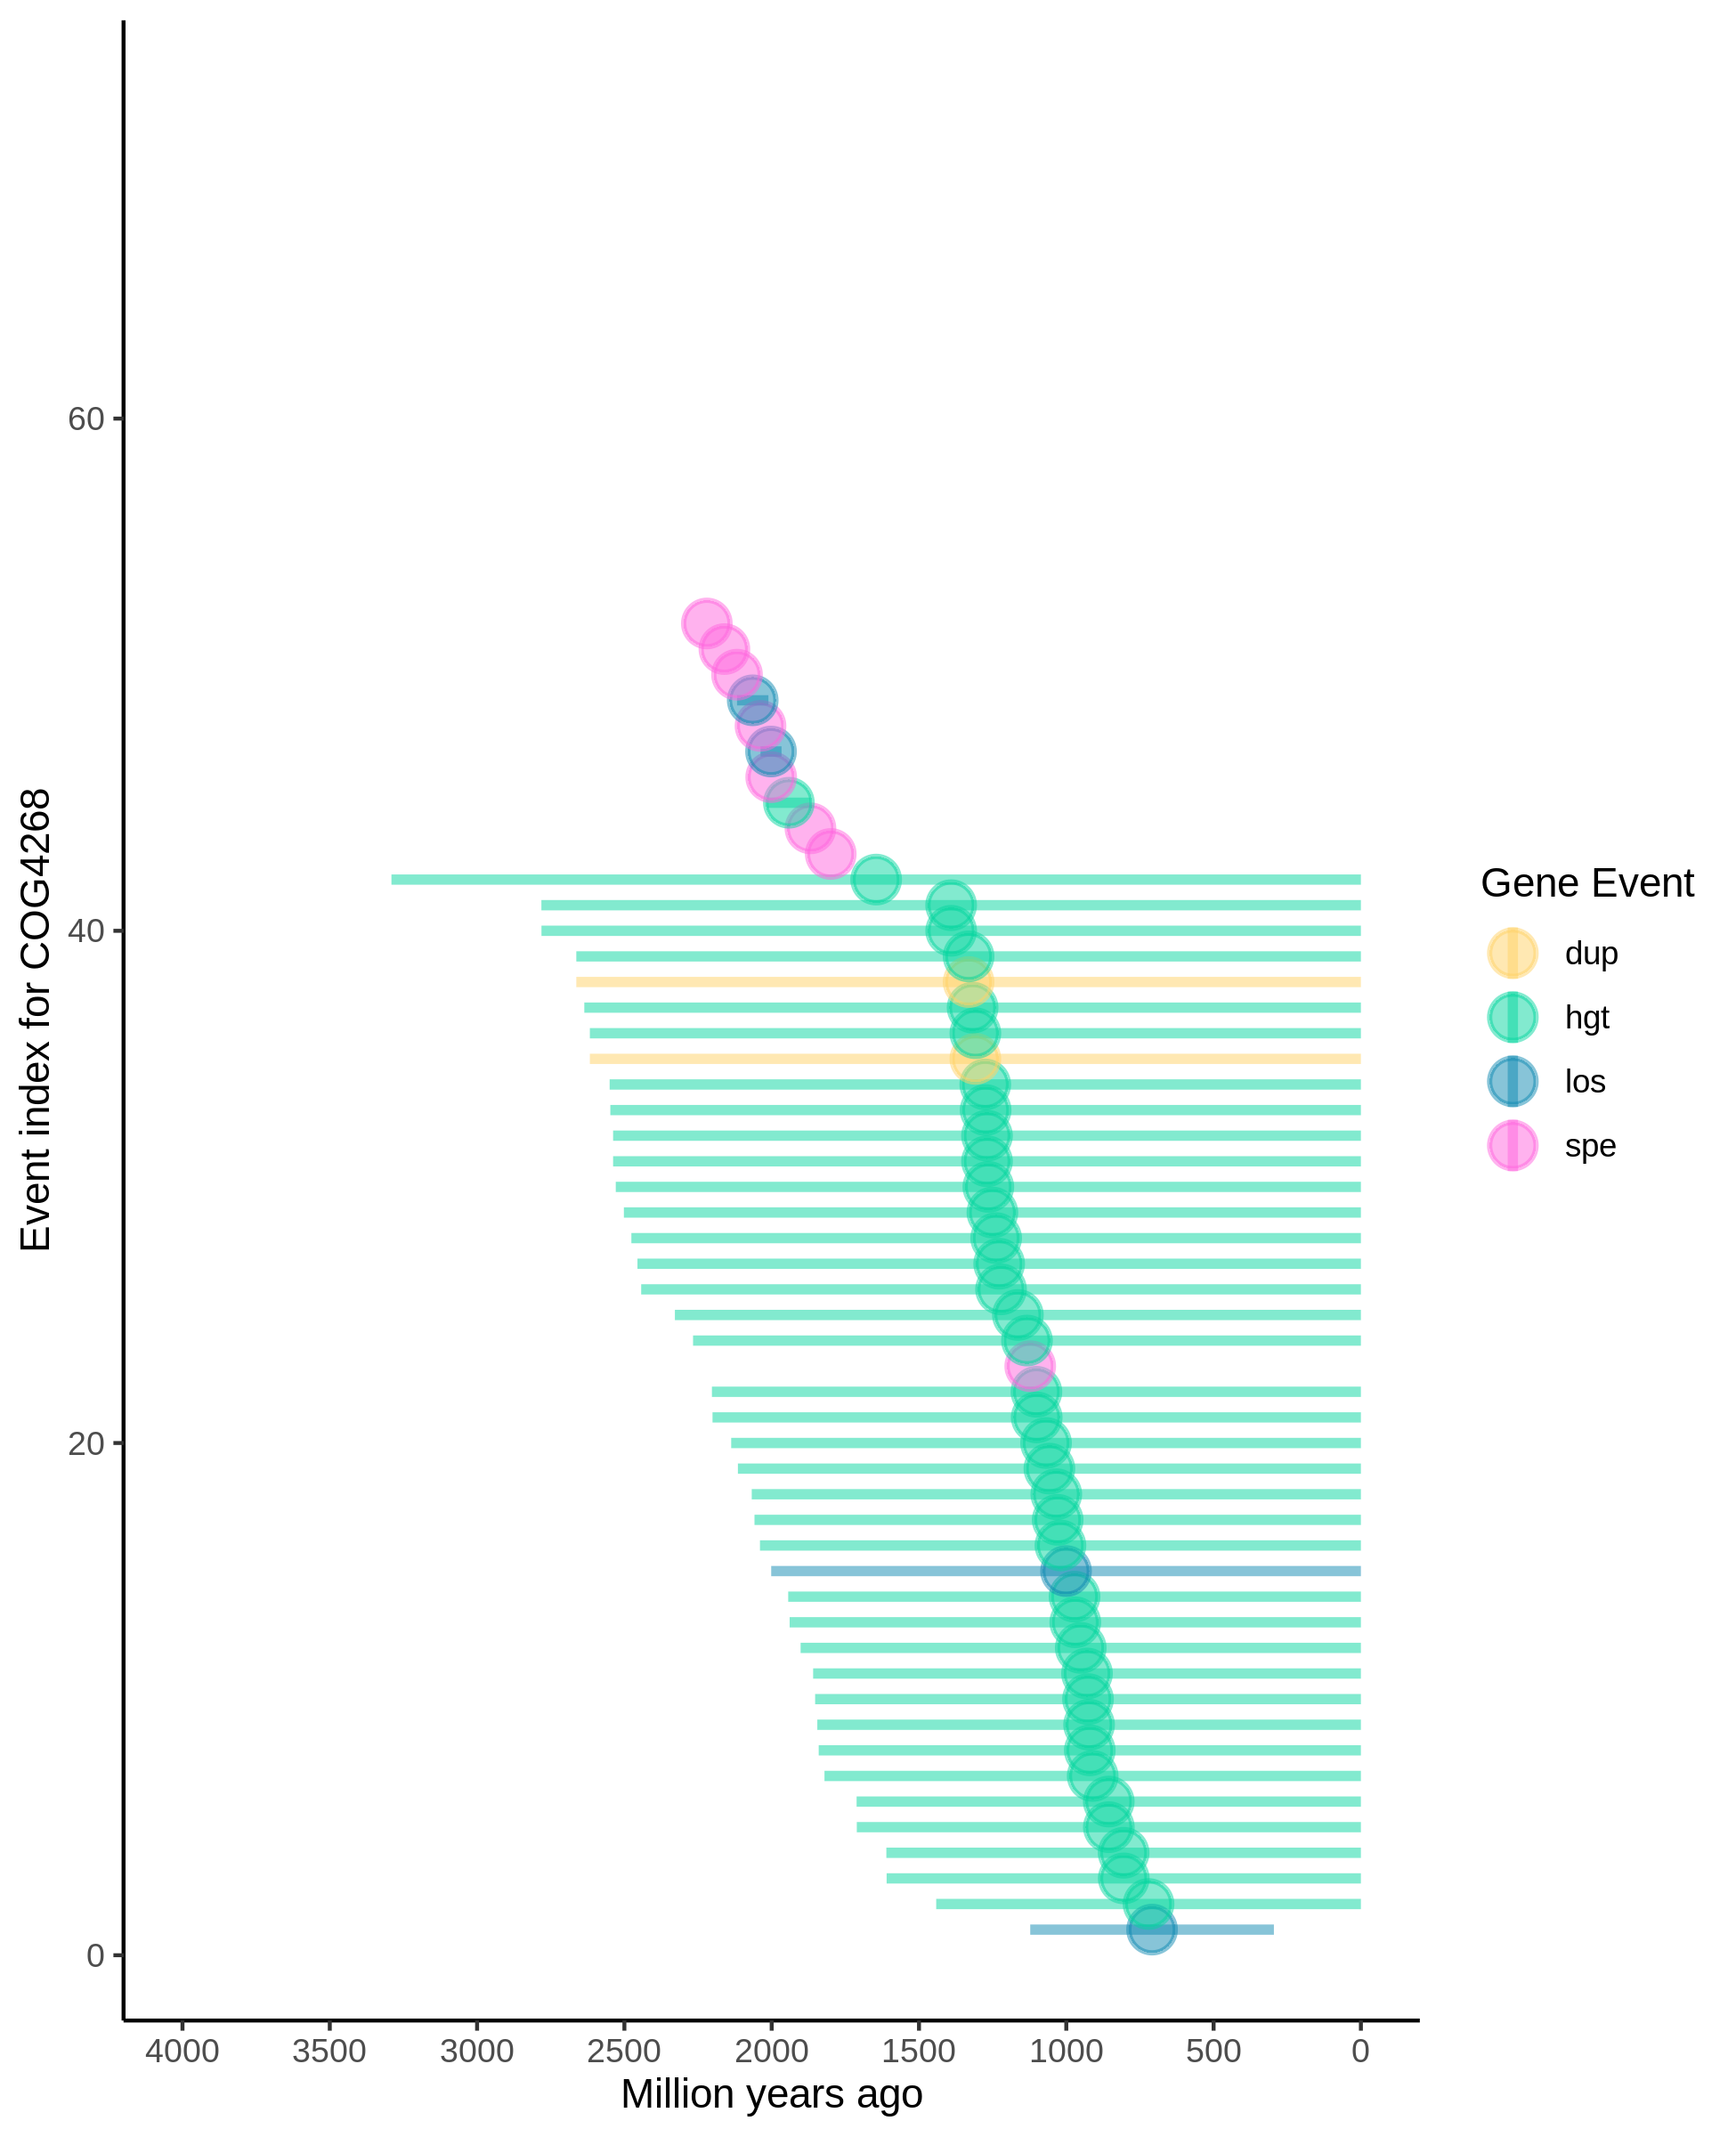 60
40
20
0
Event index for COG4268
4000 3500 3000 2500 2000 1500 1000 500 0
Million years ago
Gene Event
dup
hgt
los
spe